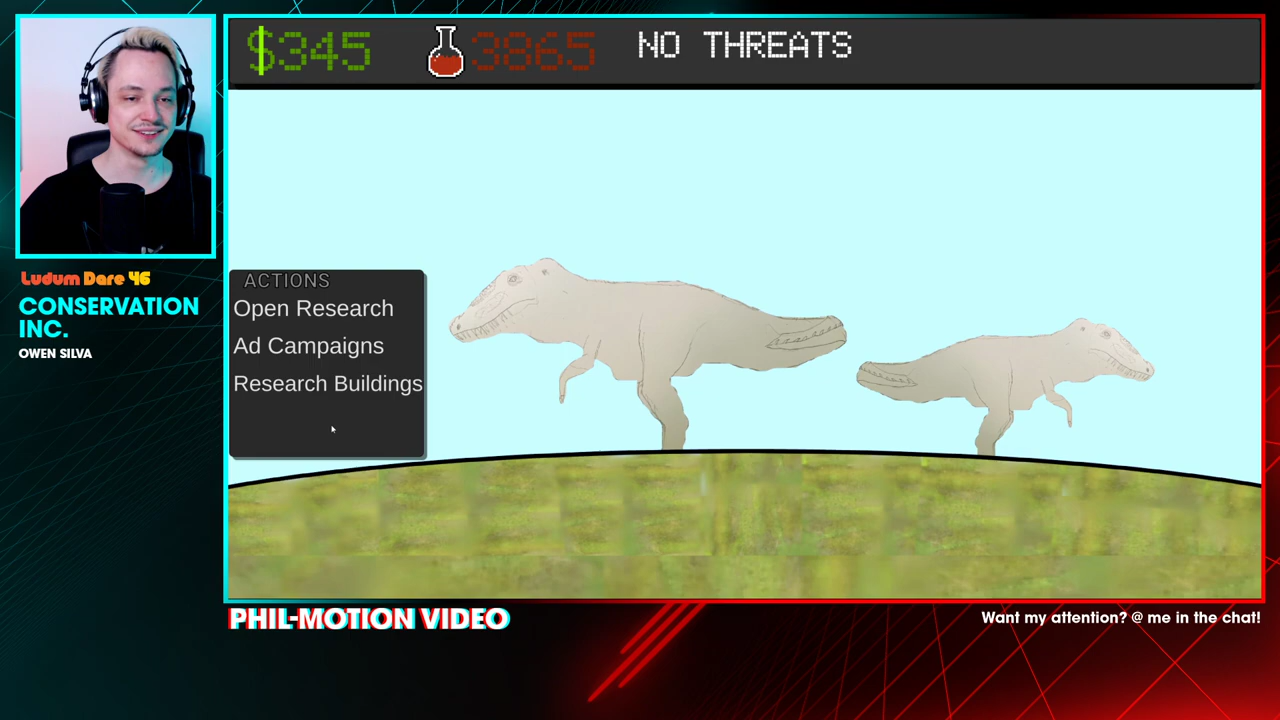 $345
3865
NO THREATS
Ludum Dare 46
CONSERVATION
INC.
OWEN SILVA
ACTIONS
Open Research
Ad Campaigns
Research Buildings
PHIL-MOTION VIDEO
Want my attention? @ me in the chat!